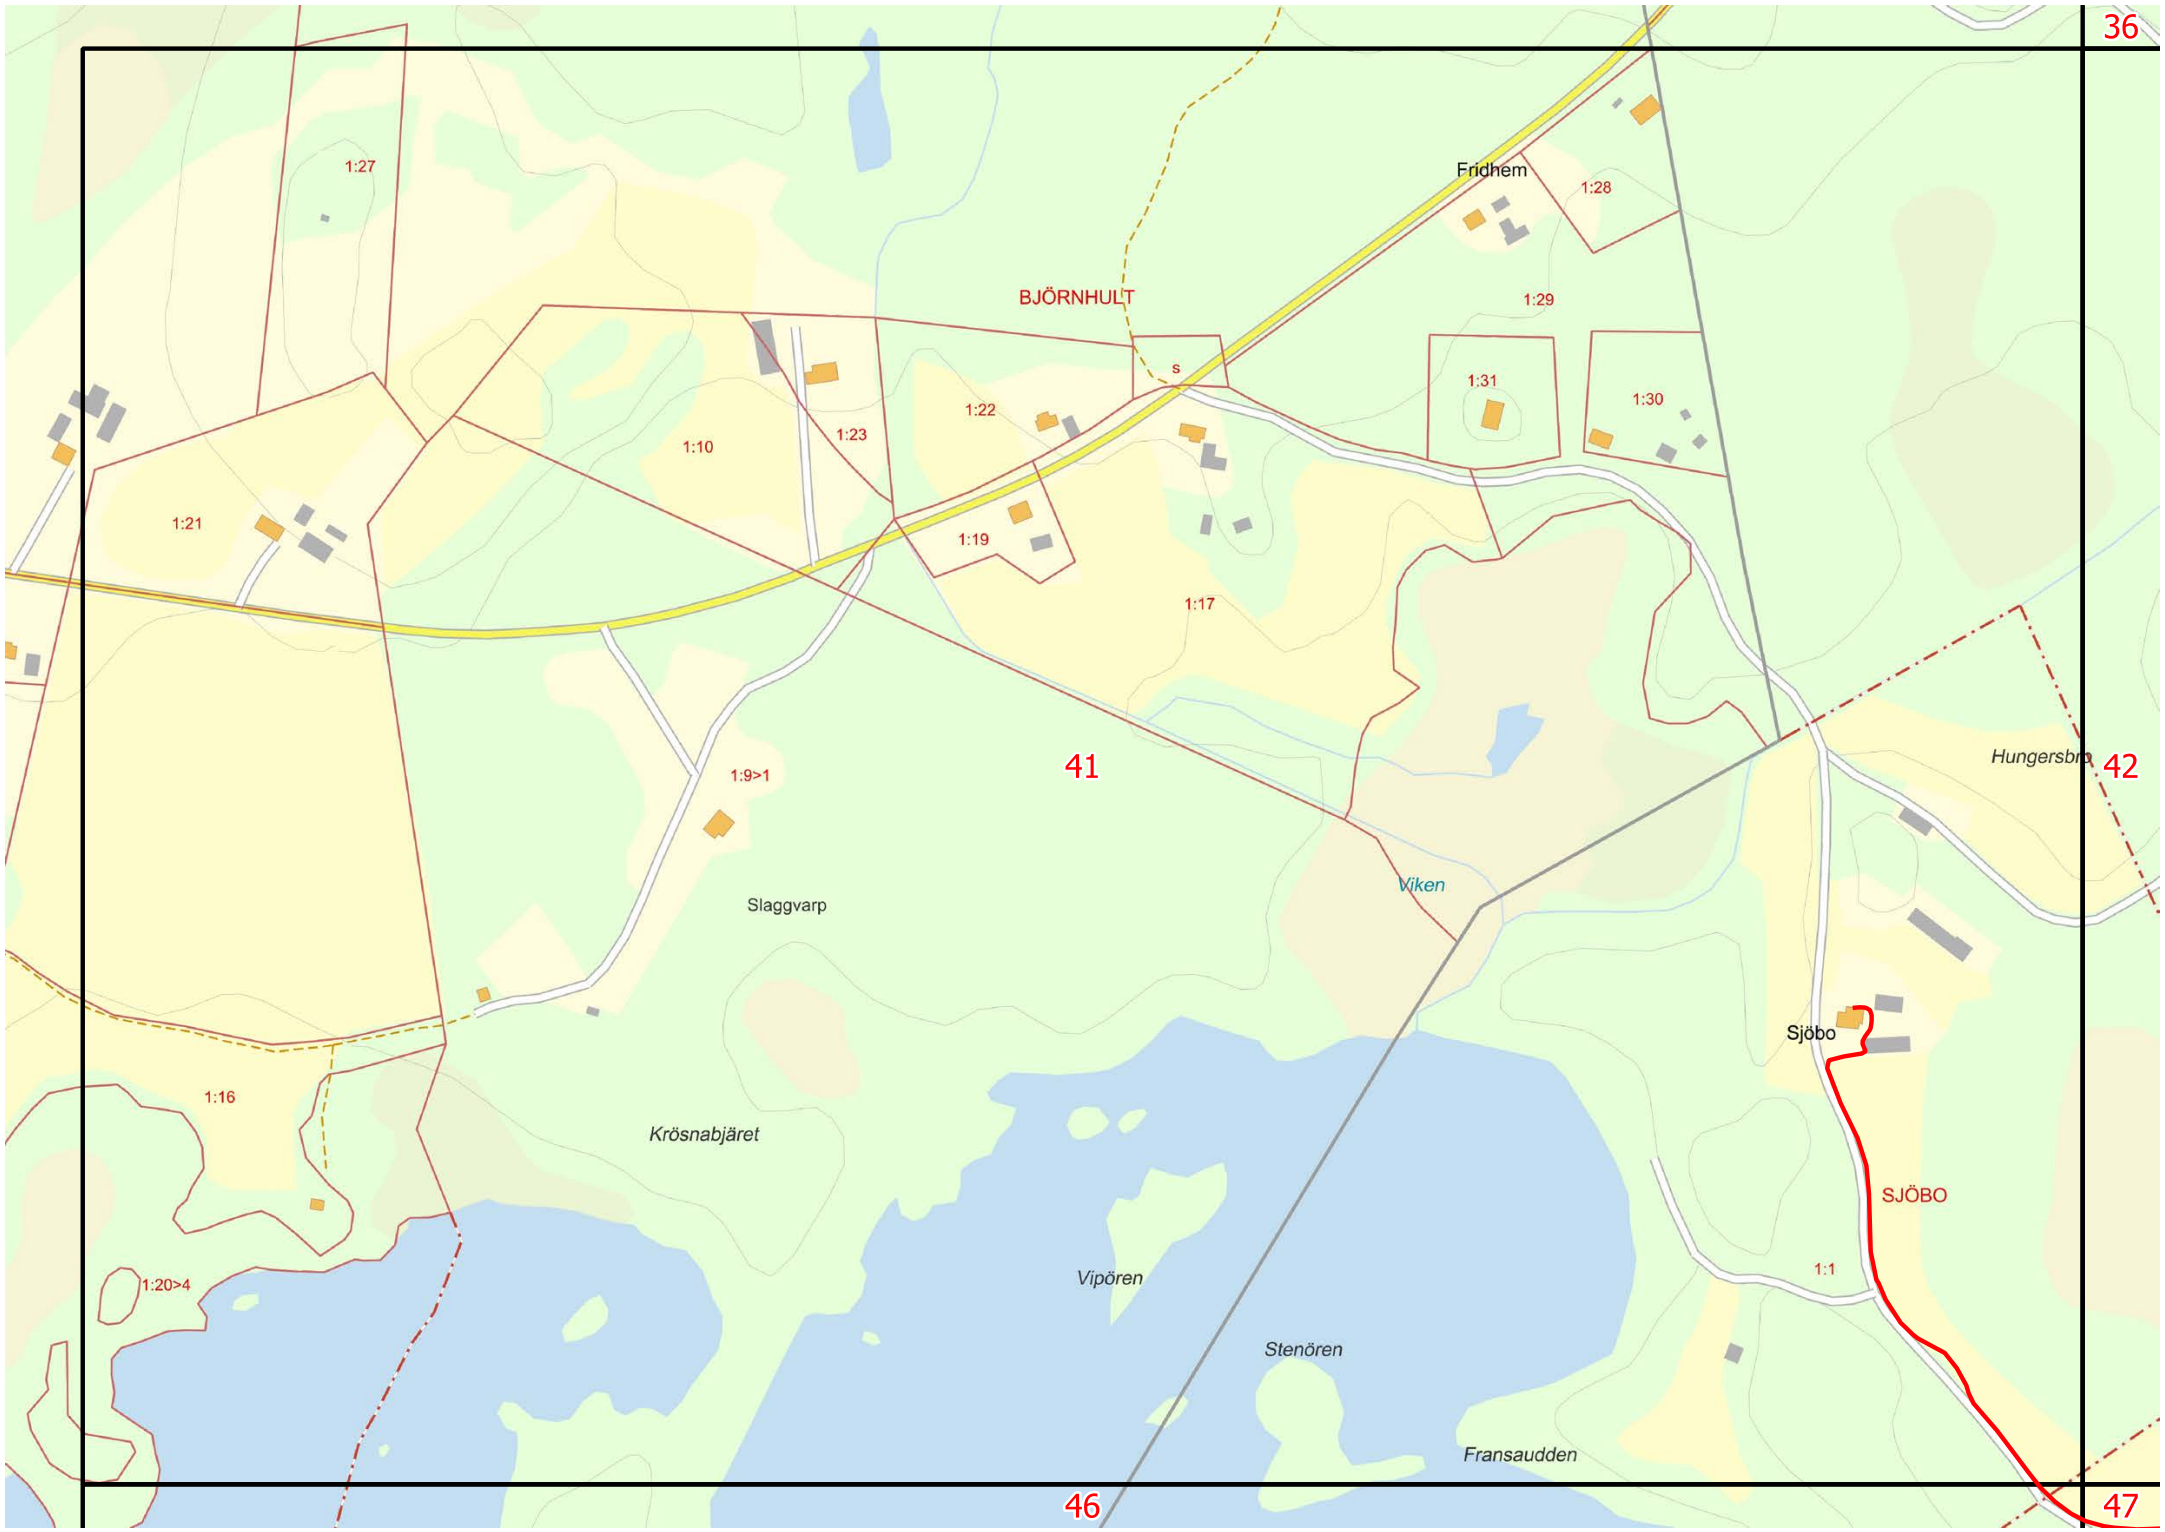 36
1:27
Fridhem
1:28
BJÖRNHULT
1:29
s
1:31
1:30
1:22
1:23
1:10
1:21
1:19
1:17
Hungersbro
41
42
1:9>1
Viken
Slaggvarp
Sjöbo
1:16
Krösnabjäret
SJÖBO
1:1
Vipören
1:20>4
Stenören
Fransaudden
46
47